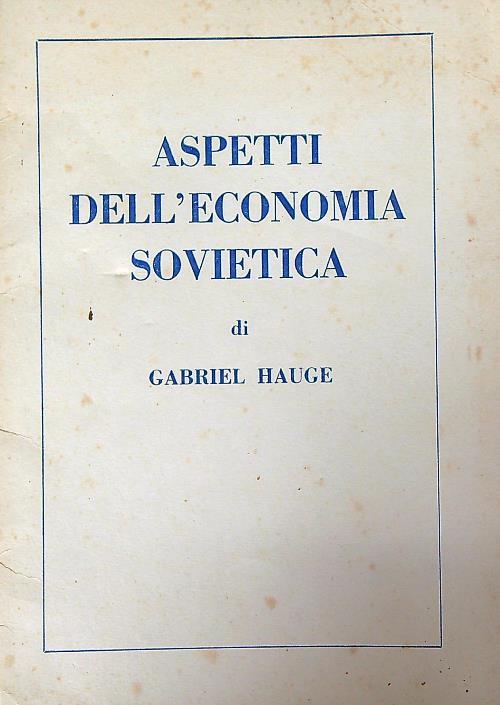 ASPETTI
DELL'ECONOMIA
SOVIETICA
di
GABRIEL HAUGE